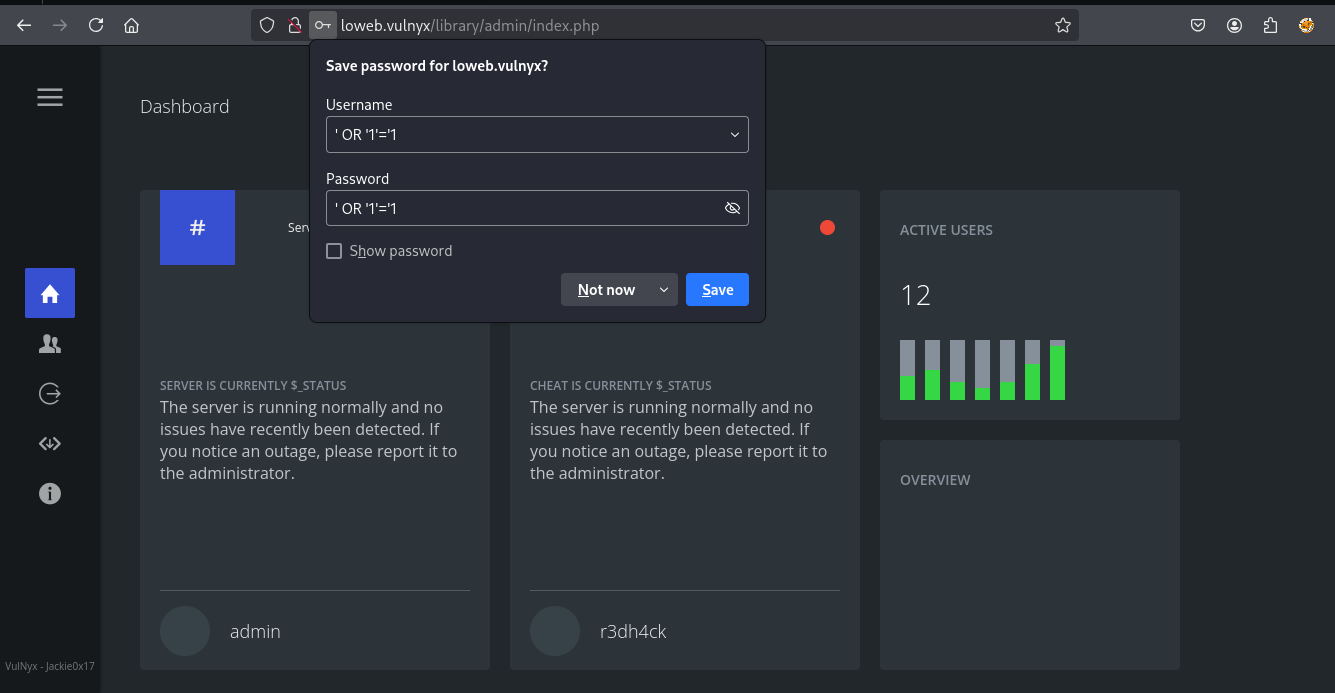 loweb.vulnyx/library/admin/index.php
Save password for loweb.vulnyx?
Username
' OR '1'='1
Password
' OR '1'='1
Show password
Not now
Save
Dashboard
#
Serv
SERVER IS CURRENTLY $_STATUS
The server is running normally and no
issues have recently been detected. If
you notice an outage, please report it to
the administrator.
admin
CHEAT IS CURRENTLY $_STATUS
The server is running normally and no
issues have recently been detected. If
you notice an outage, please report it to
the administrator.
r3dh4ck
ACTIVE USERS
12
OVERVIEW
VulNyx - Jackie0x17